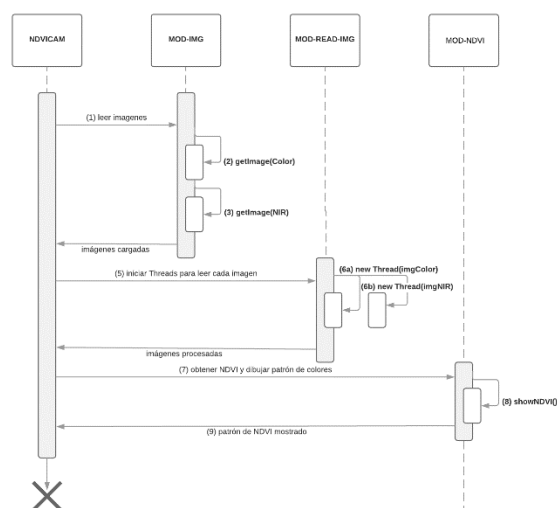 NDVICAM
MOD-IMG
MOD-READ-IMG
MOD-NDVI
(1) leer imagenes
(2) getImage(Color)
(3) getImage(NIR)
imágenes cargadas
(5) iniciar Threads para leer cada imagen
(6a) new Thread(imgColor)
(6b) new Thread(imgNIR)
imágenes procesadas
(7) obtener NDVI y dibujar patrón de colores
(8) showNDVI()
(9) patrón de NDVI mostrado